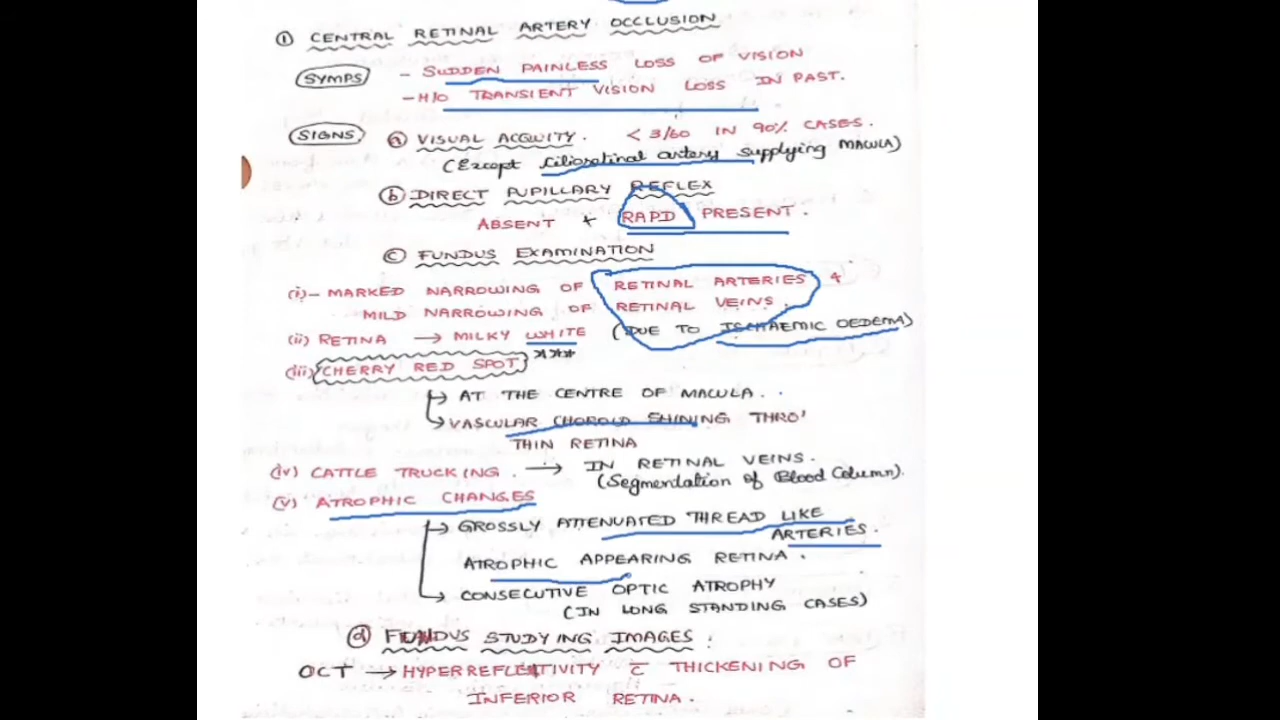 ① CENTRAL RETINAL ARTERY OCCLUSION
SYMPS - SUDDEN PAINLESS LOSS OF VISION
- H/O TRANSIENT VISION LOSS IN PAST.
SIGNS ⓐ VISUAL ACQUITY. < 3/60 IN 90% CASES.
(Except cilioretinal artery supplying MACULA)
ⓑ DIRECT PUPILLARY REFLEX
ABSENT + RAPD PRESENT.
ⓒ FUNDUS EXAMINATION
(i) - MARKED NARROWING OF RETINAL ARTERIES &
MILD NARROWING OF RETINAL VEINS.
(ii) RETINA → MILKY WHITE (DUE TO ISCHAEMIC OEDEMA)
(iii) CHERRY RED SPOT ***
↳ AT THE CENTRE OF MACULA.
↳ VASCULAR CHOROID SHINING THRO'
THIN RETINA
(iv) CATTLE TRUCKING. → IN RETINAL VEINS.
(Segmentation of Blood Column).
(v) ATROPHIC CHANGES
↳ GROSSLY ATTENUATED THREAD LIKE
ARTERIES.
ATROPHIC APPEARING RETINA.
↳ CONSECUTIVE OPTIC ATROPHY
(IN LONG STANDING CASES)
ⓓ FUNDUS STUDYING IMAGES.
OCT → HYPERREFLECTIVITY c̄ THICKENING OF
INFERIOR RETINA.